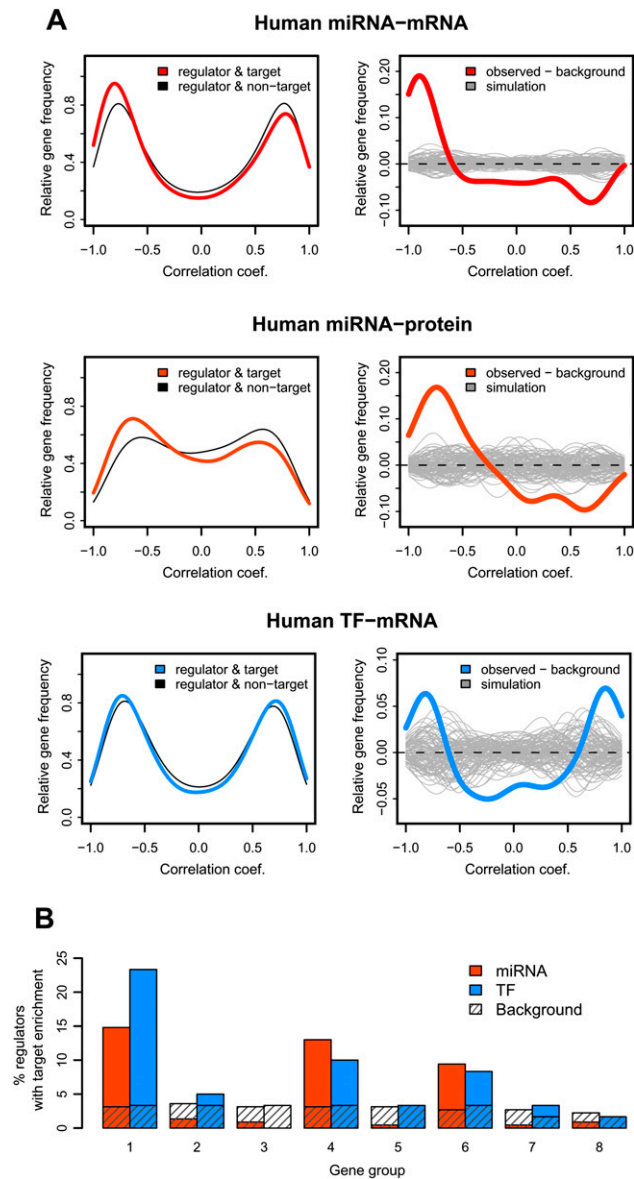 A
Human miRNA−mRNA
Relative gene frequency
0.0 0.4 0.8
regulator & target
regulator & non−target
−1.0 −0.5 0.0 0.5 1.0
Correlation coef.
Relative gene frequency
−0.10 0.00 0.10 0.20
observed − background
simulation
−1.0 −0.5 0.0 0.5 1.0
Correlation coef.
Human miRNA−protein
Relative gene frequency
0.0 0.4 0.8
regulator & target
regulator & non−target
−1.0 −0.5 0.0 0.5 1.0
Correlation coef.
Relative gene frequency
−0.10 0.00 0.10 0.20
observed − background
simulation
−1.0 −0.5 0.0 0.5 1.0
Correlation coef.
Human TF−mRNA
Relative gene frequency
0.0 0.4 0.8
regulator & target
regulator & non−target
−1.0 −0.5 0.0 0.5 1.0
Correlation coef.
Relative gene frequency
−0.05 0.00 0.05 0.10
observed − background
simulation
−1.0 −0.5 0.0 0.5 1.0
Correlation coef.
B
% regulators
with target enrichment
0 5 10 15 20 25
miRNA
TF
Background
1 2 3 4 5 6 7 8
Gene group